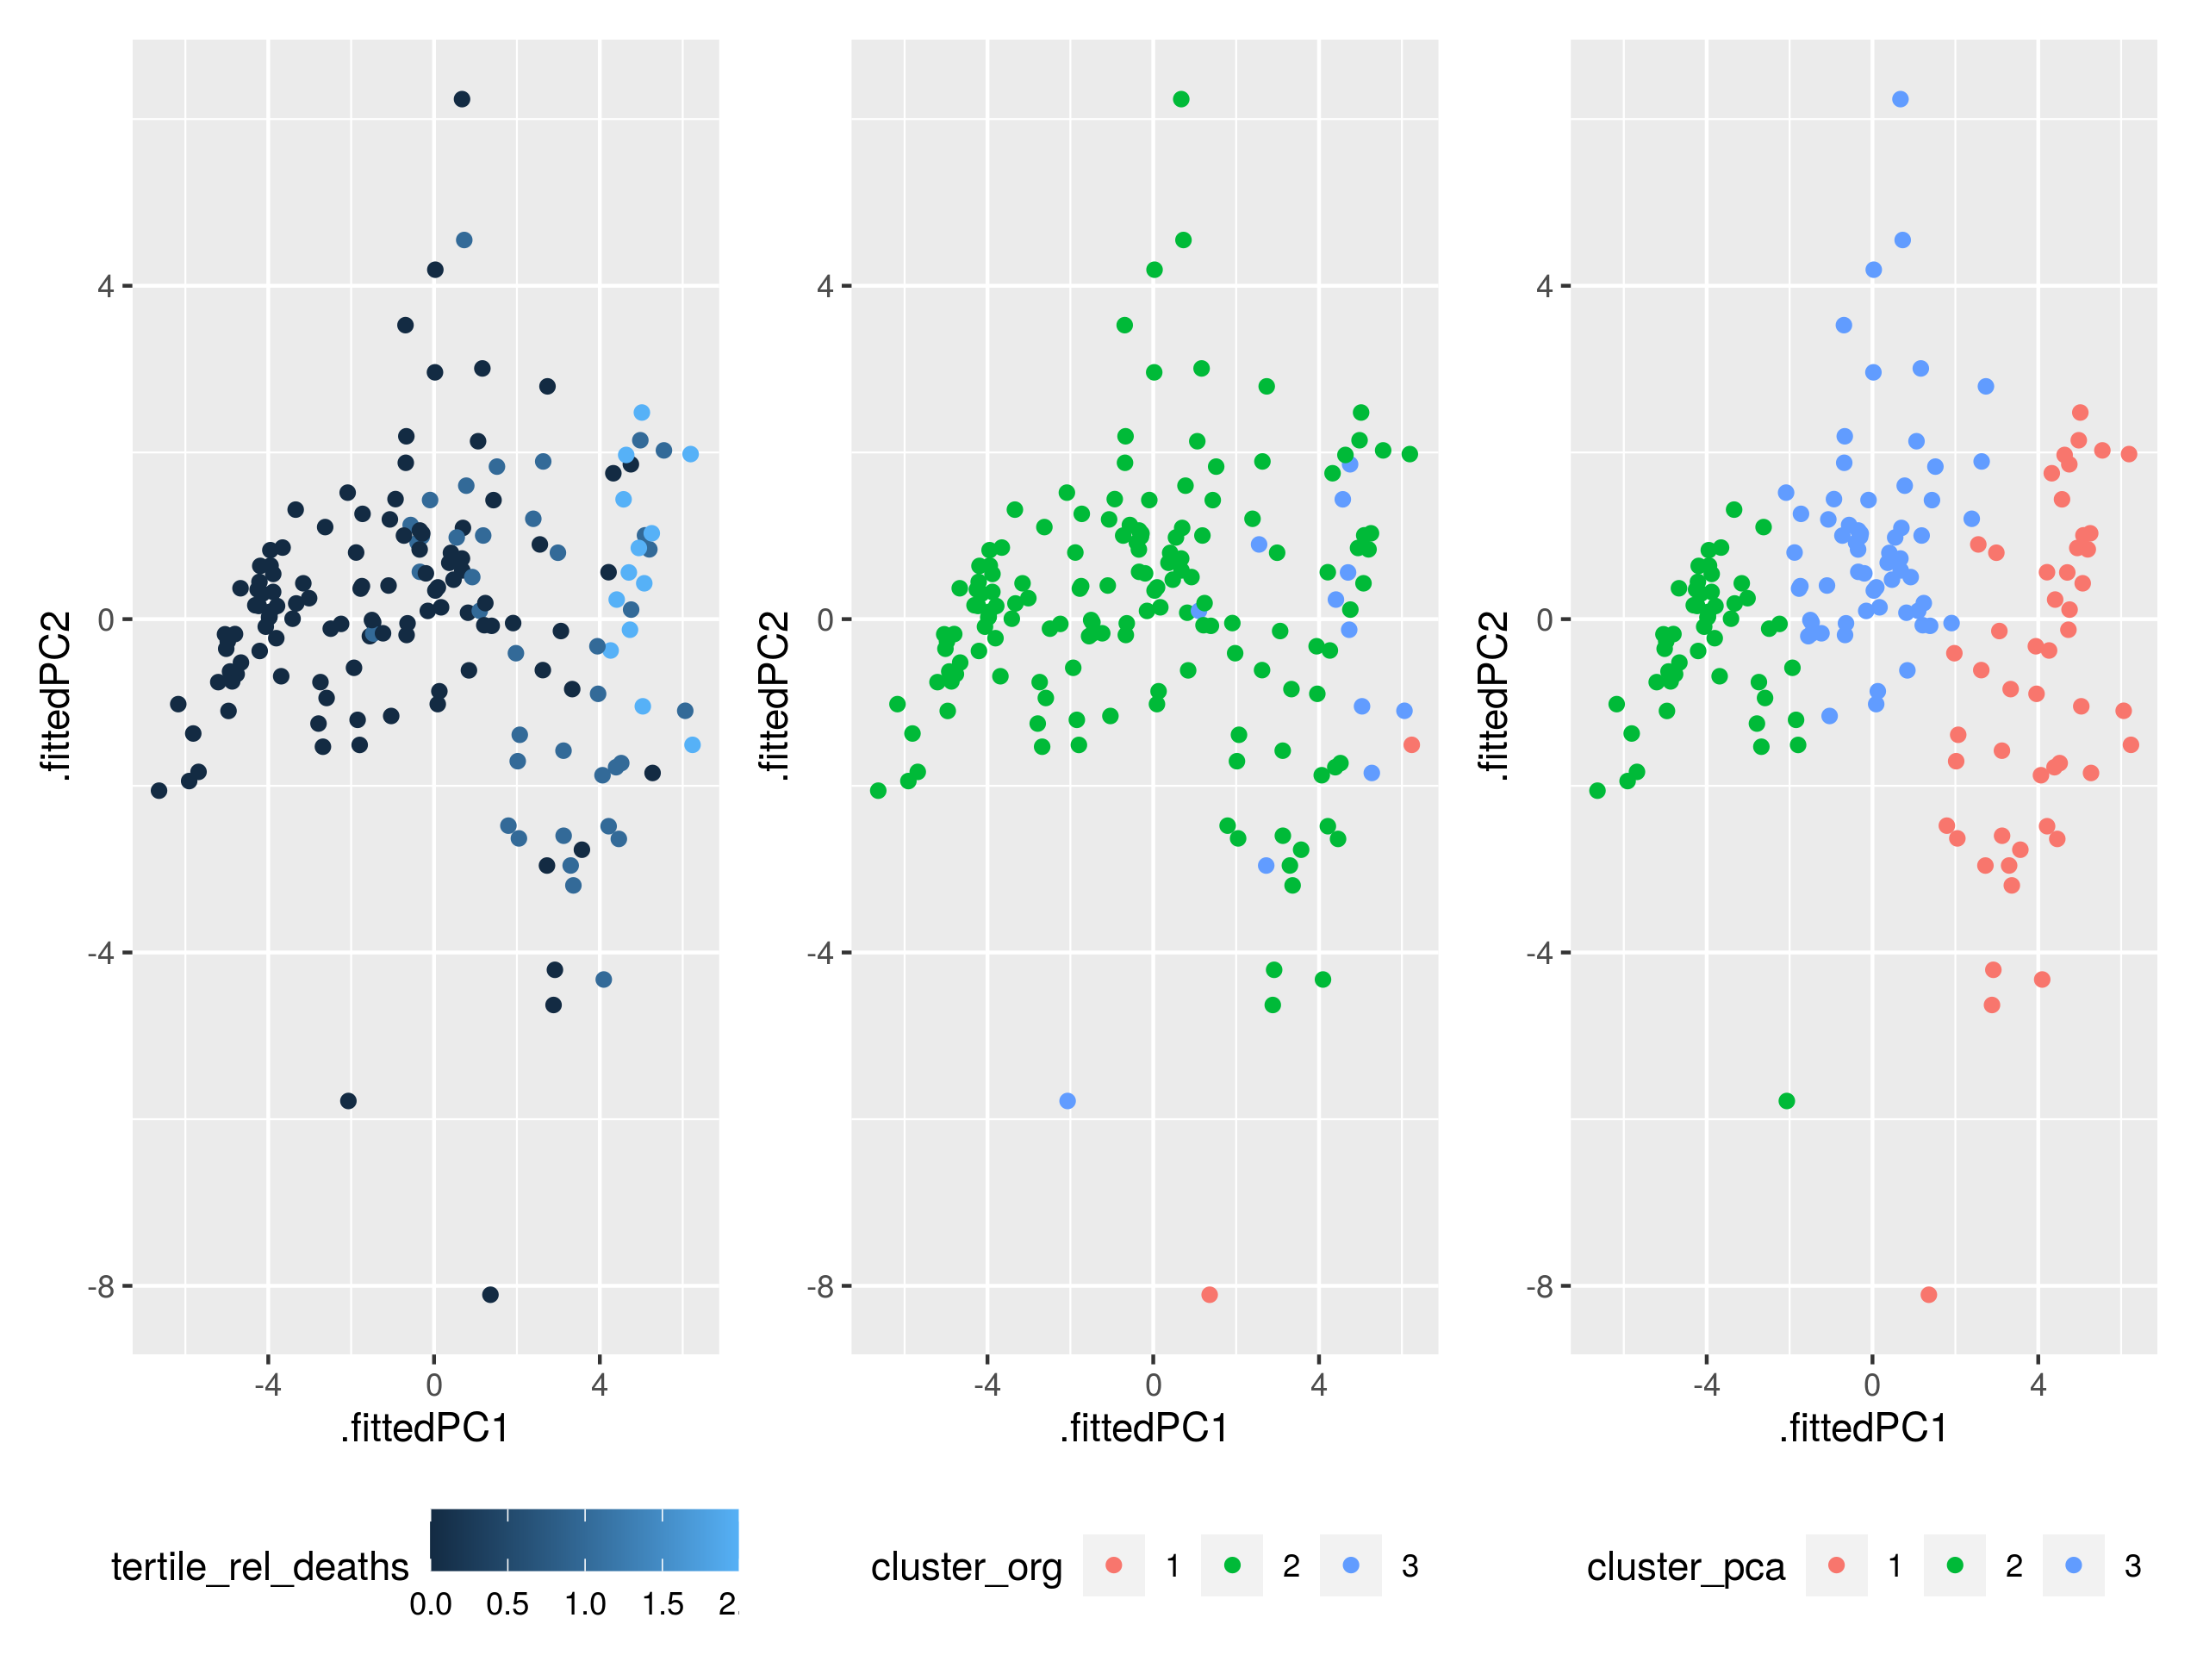 .fittedPC2
4
0
-4
-8
-4 0 4
.fittedPC1
tertile_rel_deaths
0.0 0.5 1.0 1.5 2.
.fittedPC2
4
0
-4
-8
-4 0 4
.fittedPC1
cluster_org 1 2 3
.fittedPC2
4
0
-4
-8
-4 0 4
.fittedPC1
cluster_pca 1 2 3